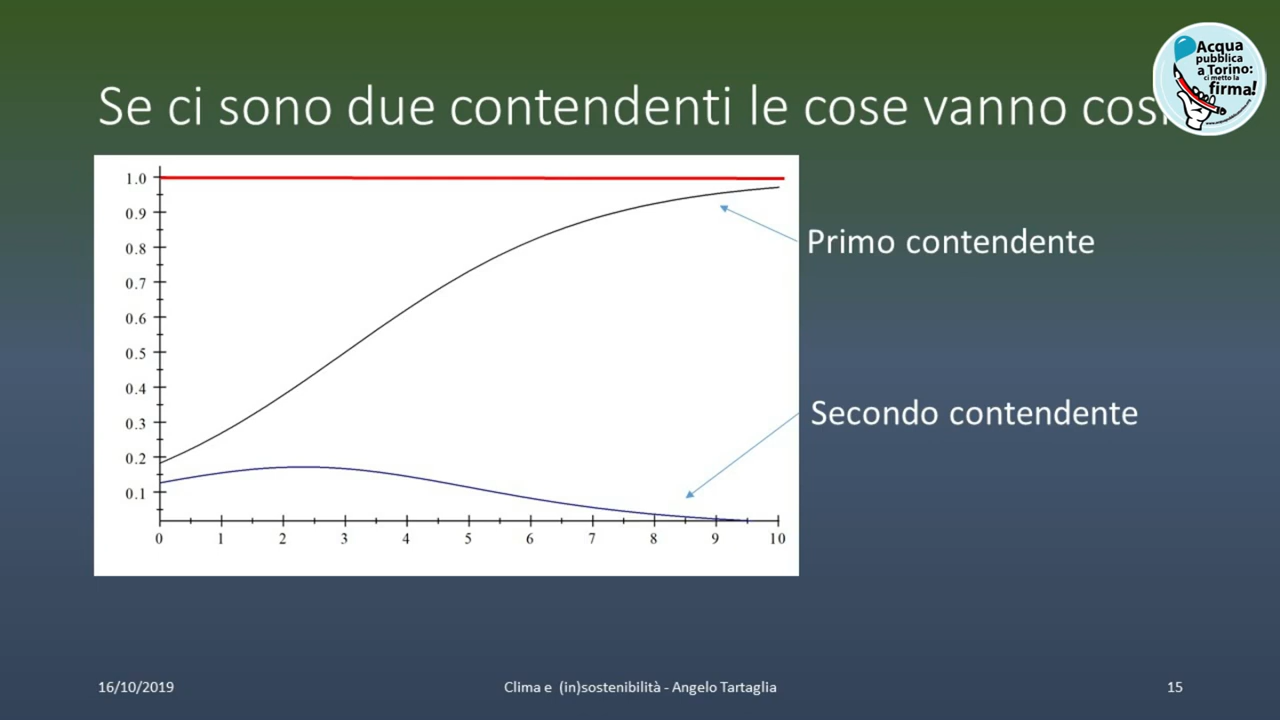 Acqua
pubblica
a Torino:
ci metto la
firma!
Se ci sono due contendenti le cose vanno così
1.0
0.9
0.8
0.7
0.6
0.5
0.4
0.3
0.2
0.1
0 1 2 3 4 5 6 7 8 9 10
Primo contendente
Secondo contendente
16/10/2019
Clima e (in)sostenibilità - Angelo Tartaglia
15